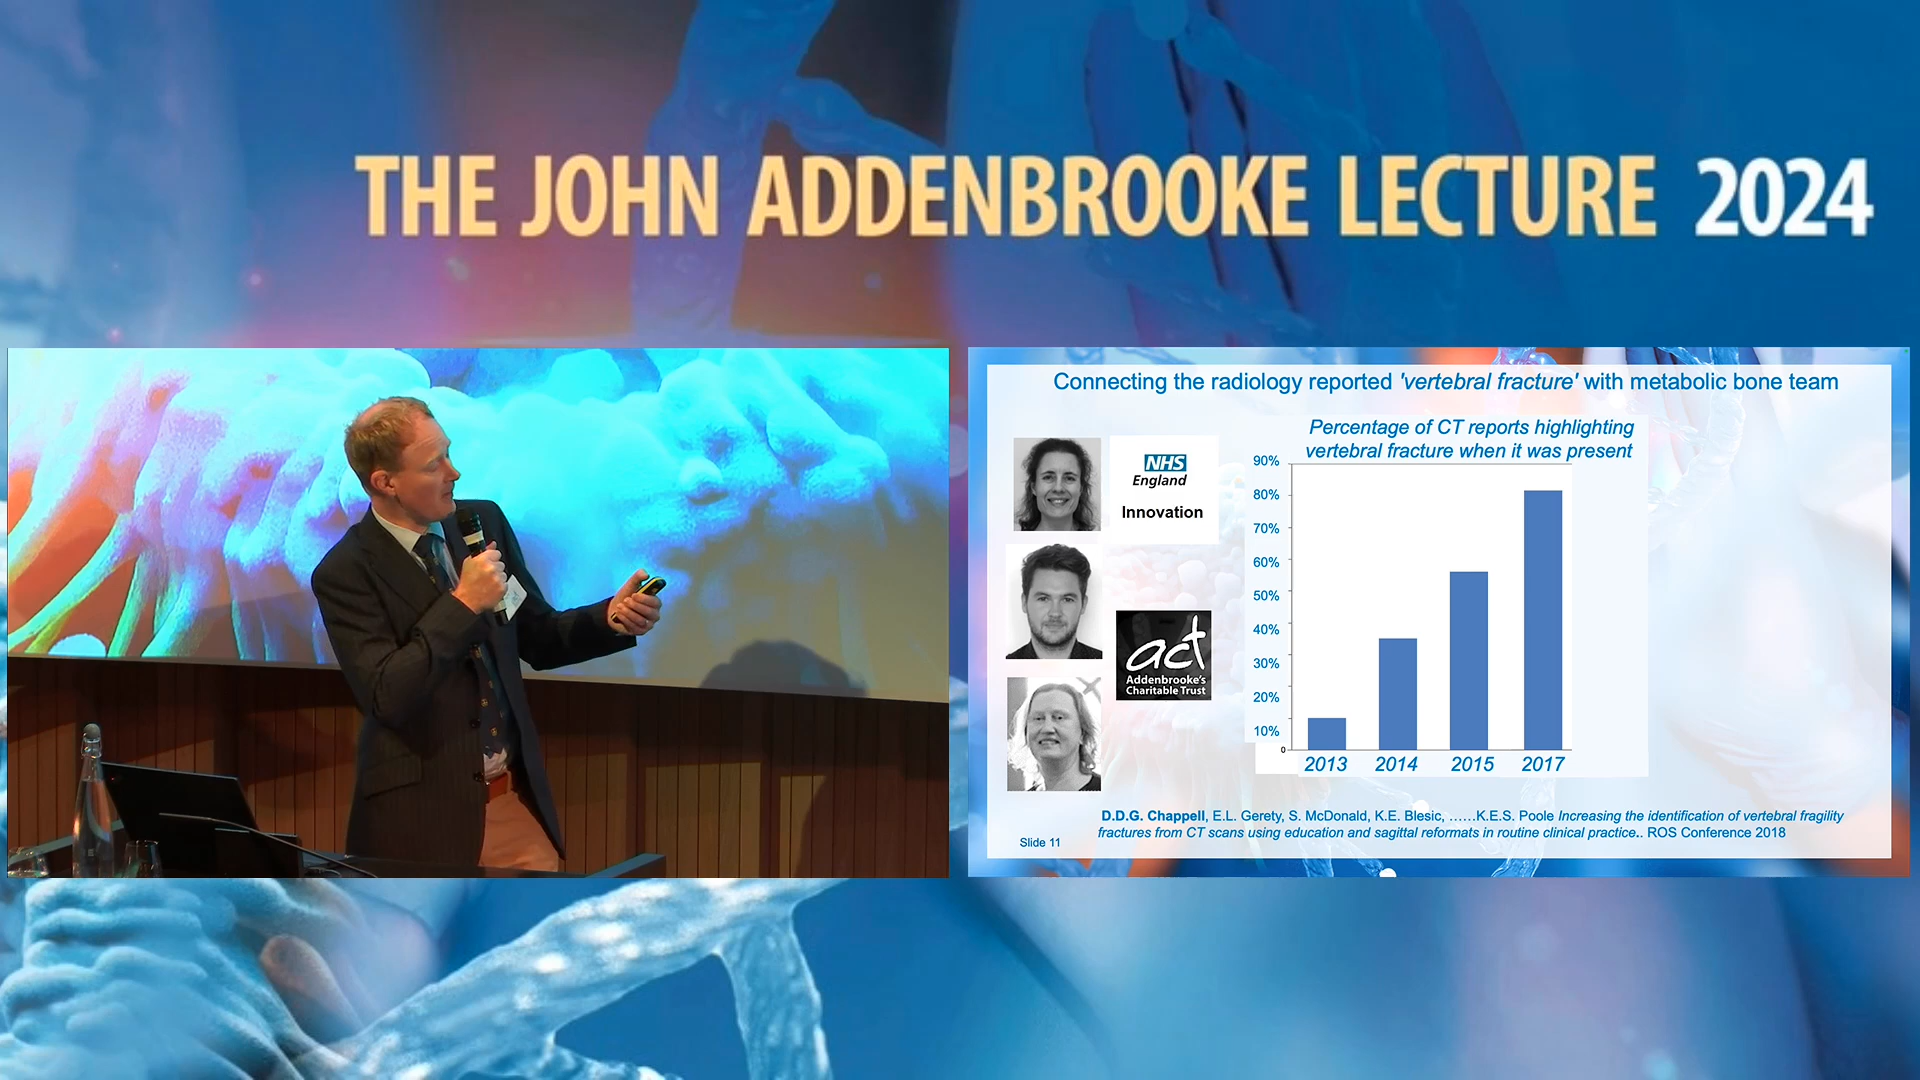 THE JOHN ADDENBROOKE LECTURE 2024
Connecting the radiology reported 'vertebral fracture' with metabolic bone team
NHS
England
Innovation
act
Addenbrooke's
Charitable Trust
Percentage of CT reports highlighting
vertebral fracture when it was present
90%
80%
70%
60%
50%
40%
30%
20%
10%
0
2013 2014 2015 2017
D.D.G. Chappell, E.L. Gerety, S. McDonald, K.E. Blesic, ......K.E.S. Poole Increasing the identification of vertebral fragility
fractures from CT scans using education and sagittal reformats in routine clinical practice.. ROS Conference 2018
Slide 11